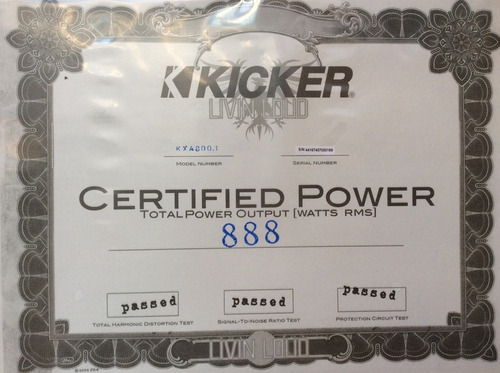 KICKER
LIVIN LOUD
KXA800.1
MODEL NUMBER
SERIAL NUMBER
CERTIFIED POWER
TOTAL POWER OUTPUT [WATTS RMS]
888
passed
passed
passed
TOTAL HARMONIC DISTORTION TEST
SIGNAL-TO-NOISE RATIO TEST
PROTECTION CIRCUIT TEST
LIVIN LOUD